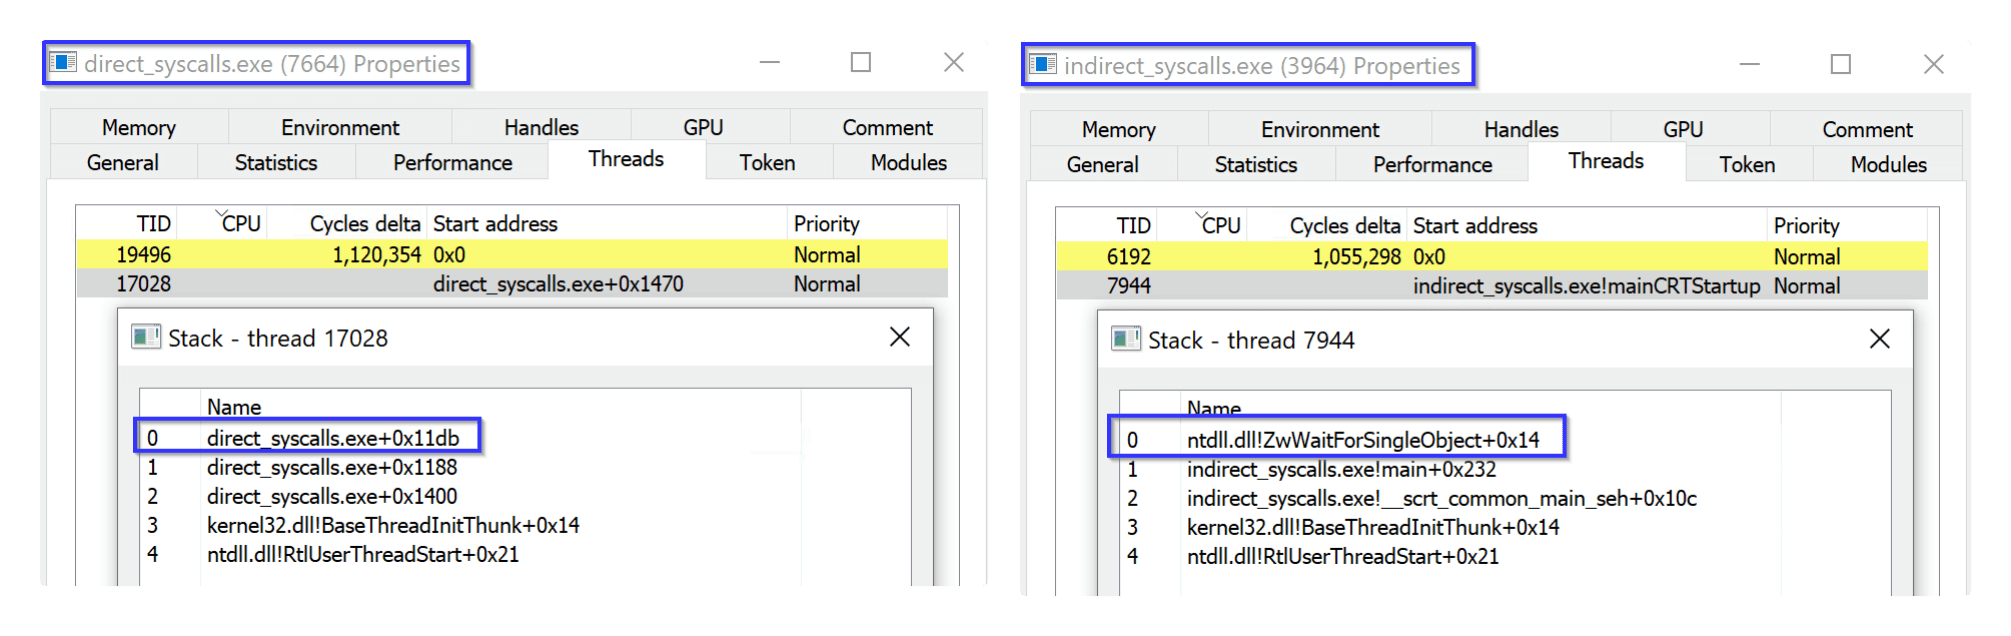 direct_syscalls.exe (7664) Properties
Memory Environment Handles GPU Comment
General Statistics Performance Threads Token Modules
TID CPU Cycles delta Start address Priority
19496 1,120,354 0x0 Normal
17028 direct_syscalls.exe+0x1470 Normal
Stack - thread 17028
Name
0 direct_syscalls.exe+0x11db
1 direct_syscalls.exe+0x1188
2 direct_syscalls.exe+0x1400
3 kernel32.dll!BaseThreadInitThunk+0x14
4 ntdll.dll!RtlUserThreadStart+0x21
indirect_syscalls.exe (3964) Properties
Memory Environment Handles GPU Comment
General Statistics Performance Threads Token Modules
TID CPU Cycles delta Start address Priority
6192 1,055,298 0x0 Normal
7944 indirect_syscalls.exe!mainCRTStartup Normal
Stack - thread 7944
Name
0 ntdll.dll!ZwWaitForSingleObject+0x14
1 indirect_syscalls.exe!main+0x232
2 indirect_syscalls.exe!__scrt_common_main_seh+0x10c
3 kernel32.dll!BaseThreadInitThunk+0x14
4 ntdll.dll!RtlUserThreadStart+0x21